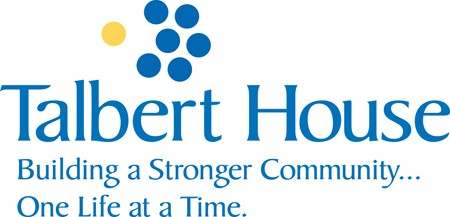 Talbert House
Building a Stronger Community...
One Life at a Time.